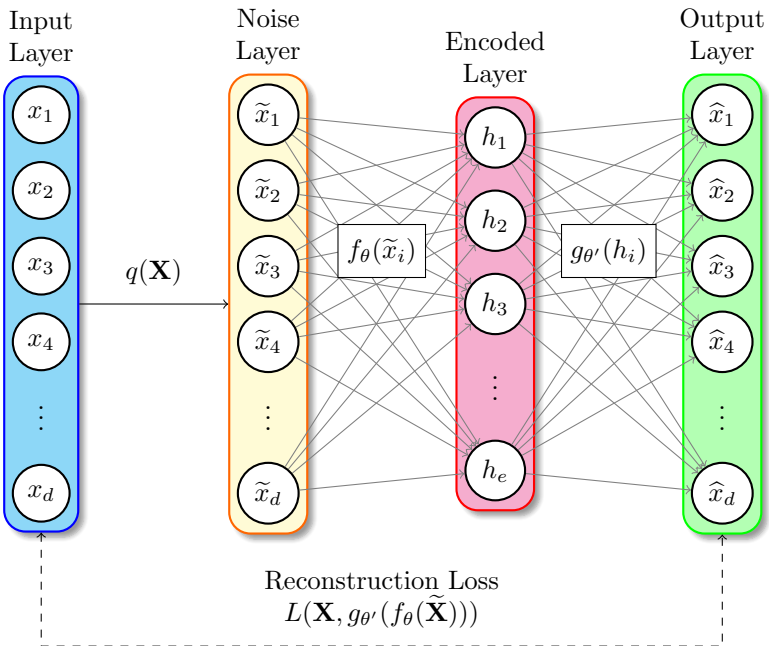 Input
Layer
Noise
Layer
Encoded
Layer
Output
Layer
x₁
x₂
x₃
x₄
⋮
x_d
q(𝐗)
x̃₁
x̃₂
x̃₃
x̃₄
⋮
x̃_d
f_θ(x̃_i)
h₁
h₂
h₃
⋮
h_e
g_θ′(h_i)
x̂₁
x̂₂
x̂₃
x̂₄
⋮
x̂_d
Reconstruction Loss
L(𝐗, g_θ′(f_θ(𝐗̃)))